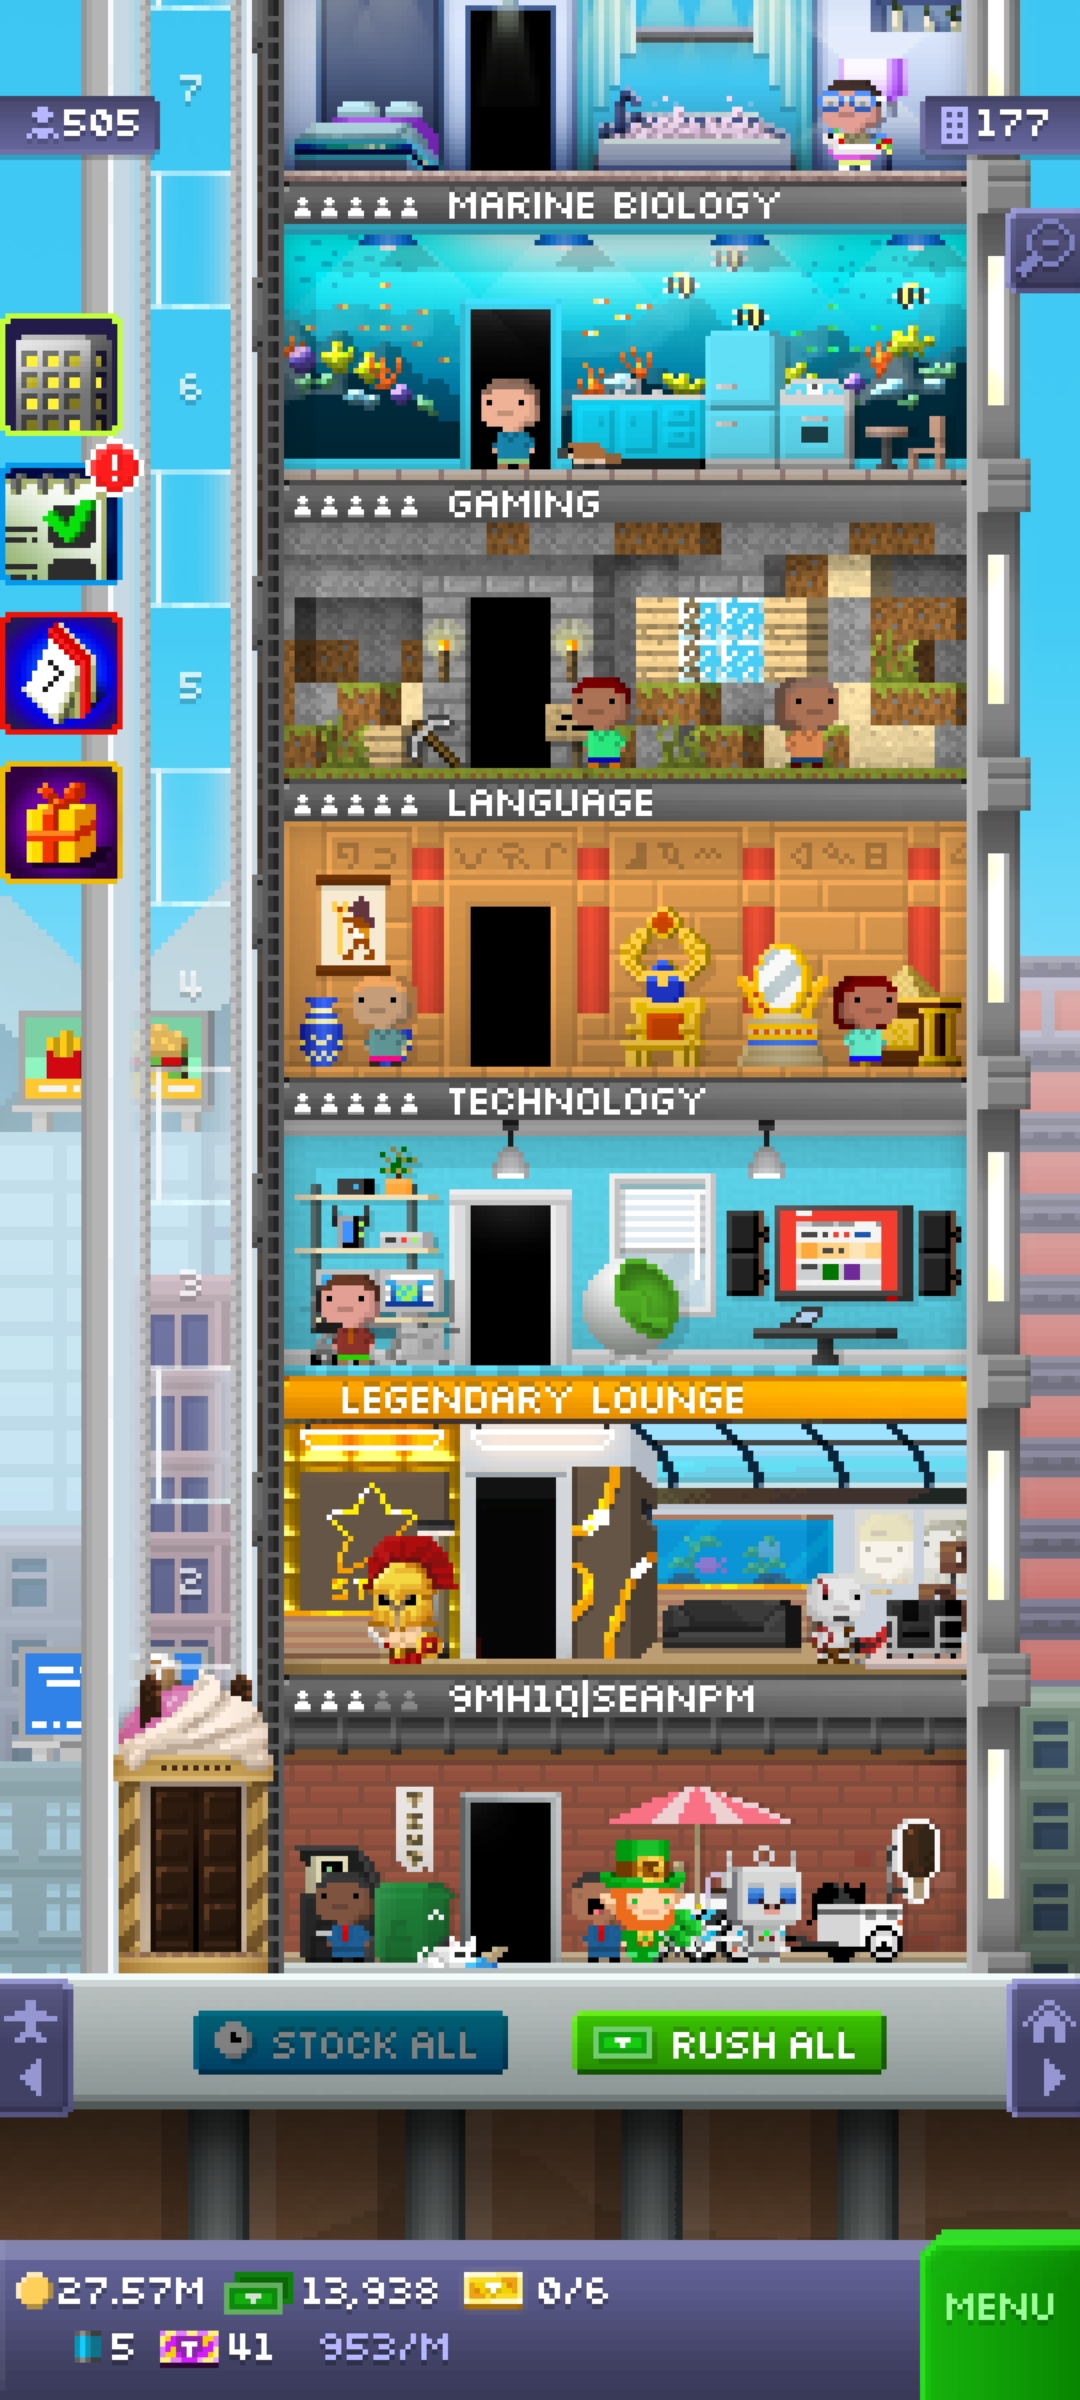 7
505
177
MARINE BIOLOGY
6
GAMING
5
LANGUAGE
4
TECHNOLOGY
3
LEGENDARY LOUNGE
ST
2
9MH1Q|SEANPM
STOCK ALL
RUSH ALL
27.57M
13,938
0/6
MENU
5
41
953/M